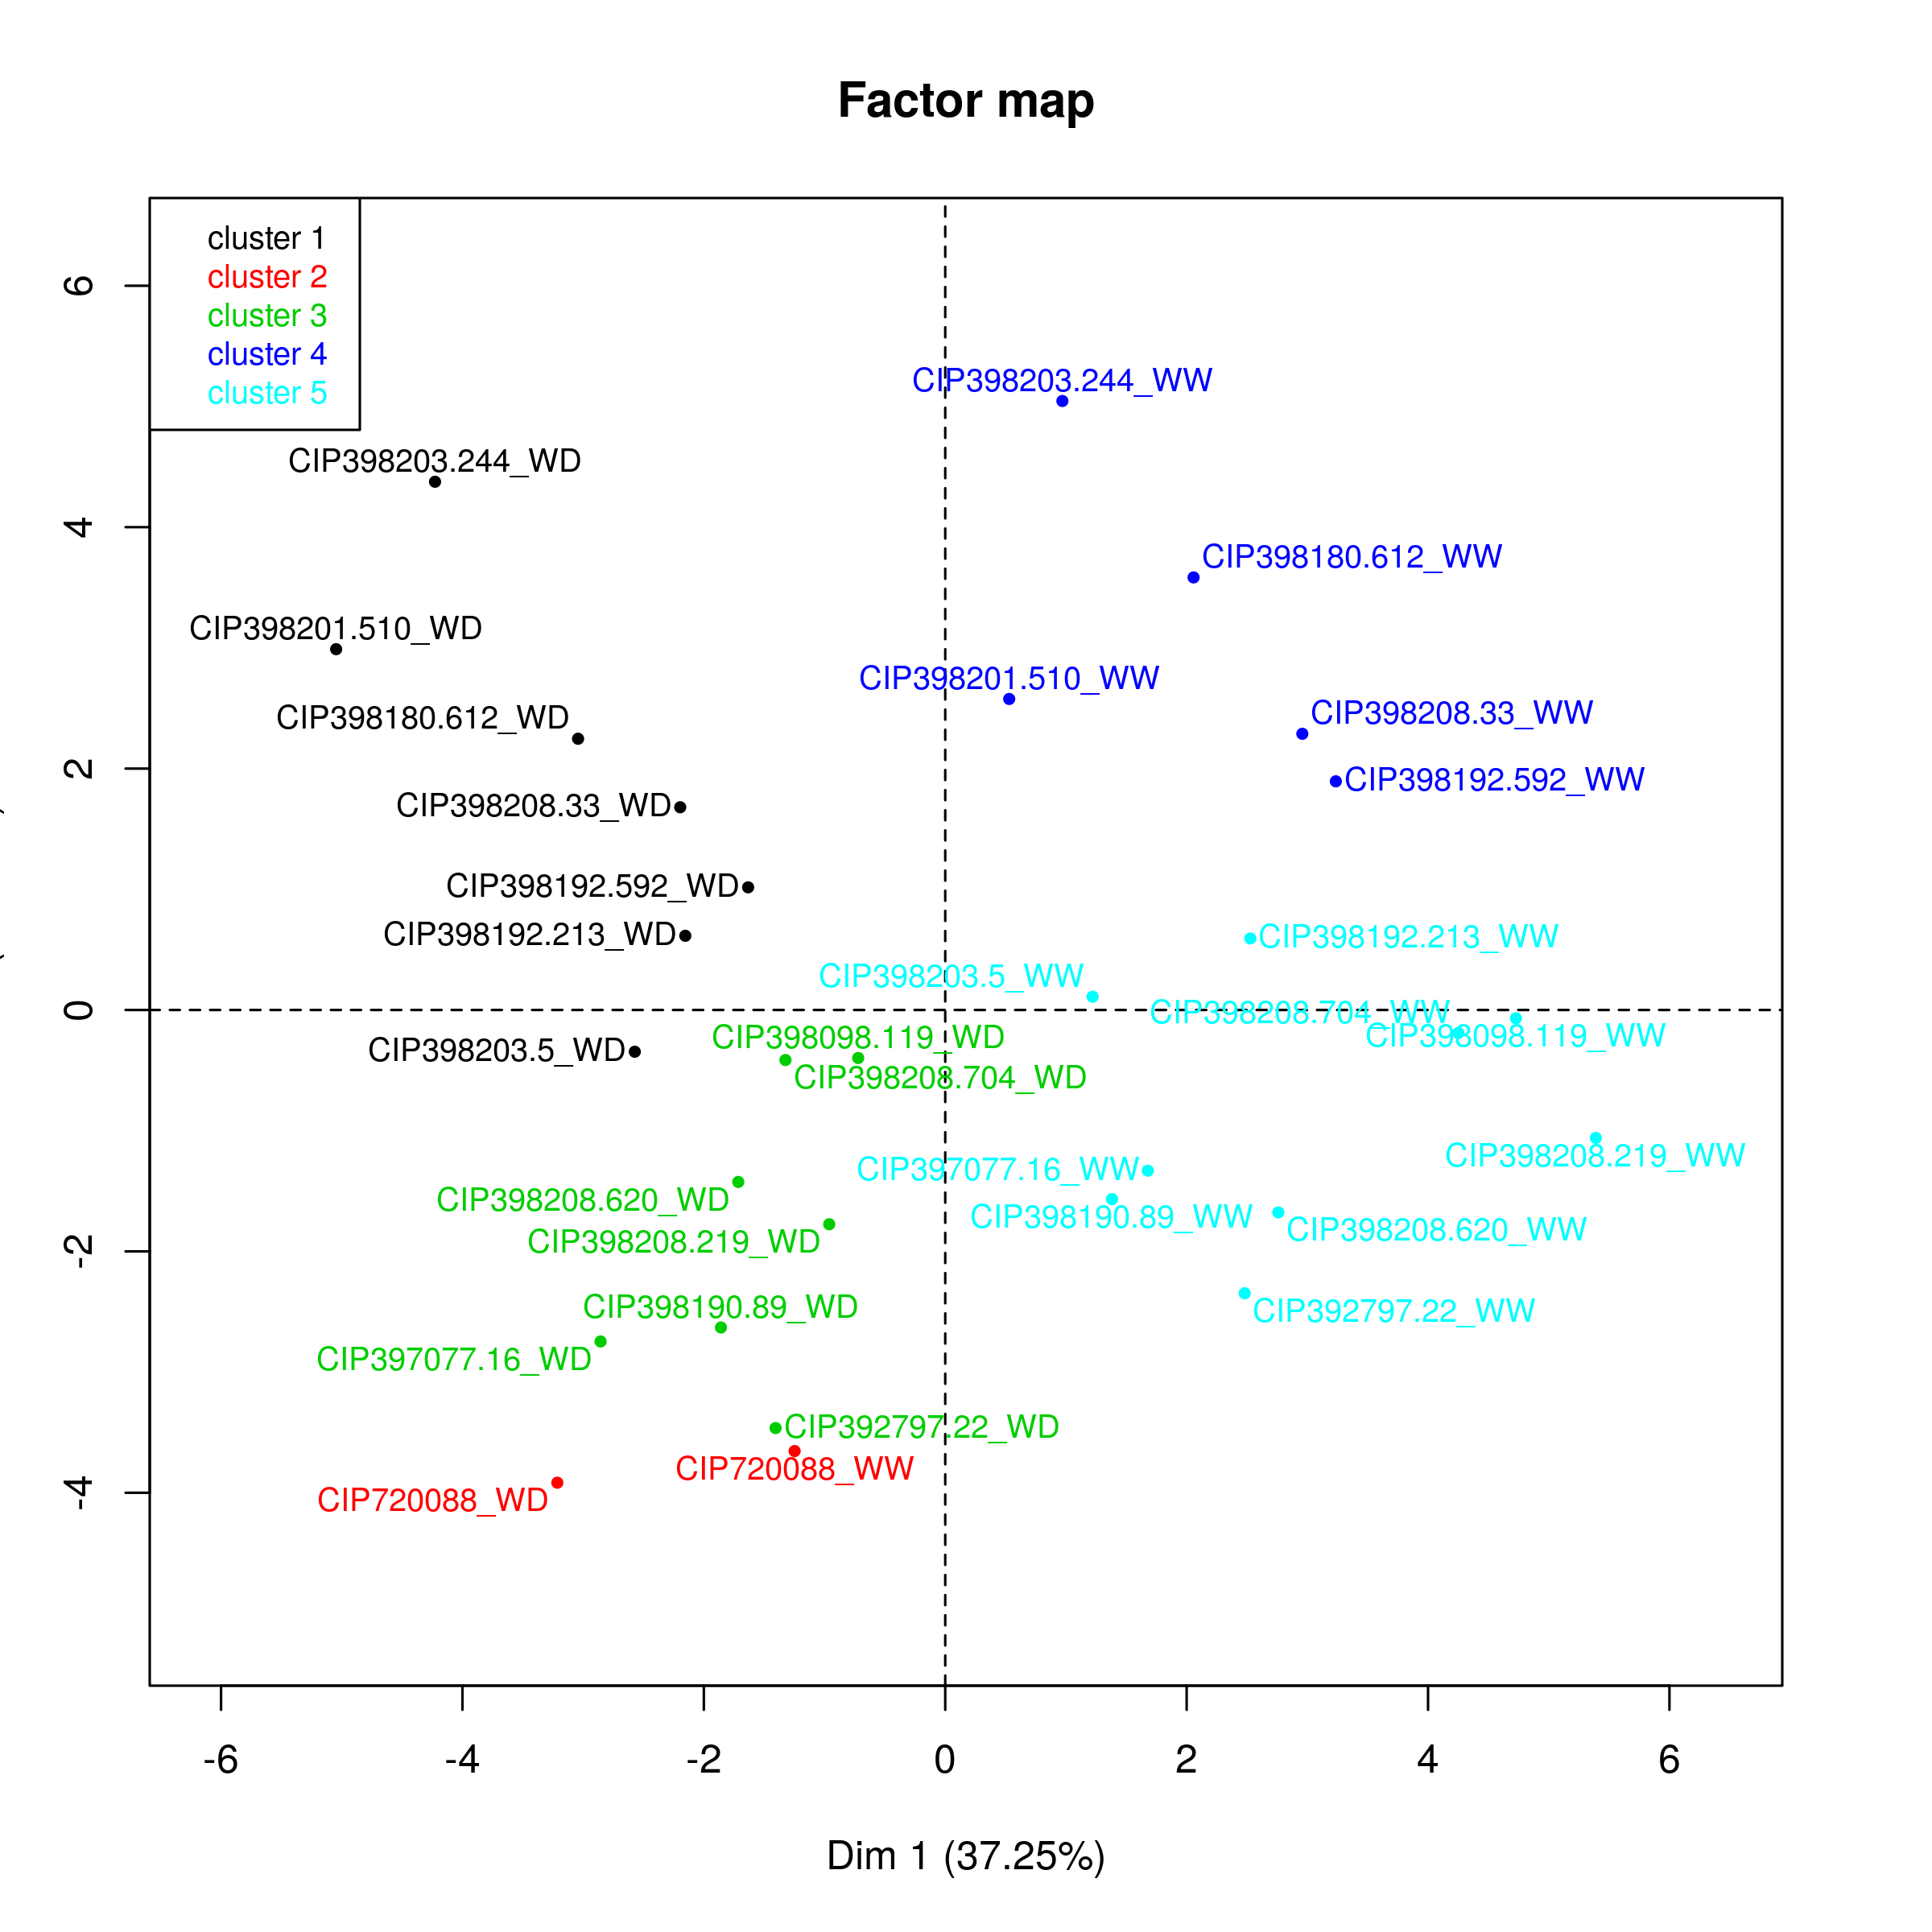 Factor map
cluster 1
cluster 2
cluster 3
cluster 4
cluster 5
6
4
2
0
-2
-4
CIP398203.244_WW
CIP398203.244_WD
CIP398180.612_WW
CIP398201.510_WD
CIP398201.510_WW
CIP398208.33_WW
CIP398180.612_WD
CIP398192.592_WW
CIP398208.33_WD
CIP398192.592_WD
CIP398192.213_WD
CIP398192.213_WW
CIP398203.5_WW
CIP398208.704_WW
CIP398098.119_WW
CIP398098.119_WD
CIP398203.5_WD
CIP398208.704_WD
CIP398208.219_WW
CIP397077.16_WW
CIP398208.620_WD
CIP398190.89_WW
CIP398208.620_WW
CIP398208.219_WD
CIP398190.89_WD
CIP392797.22_WW
CIP397077.16_WD
CIP392797.22_WD
CIP720088_WW
CIP720088_WD
-6 -4 -2 0 2 4 6
Dim 1 (37.25%)